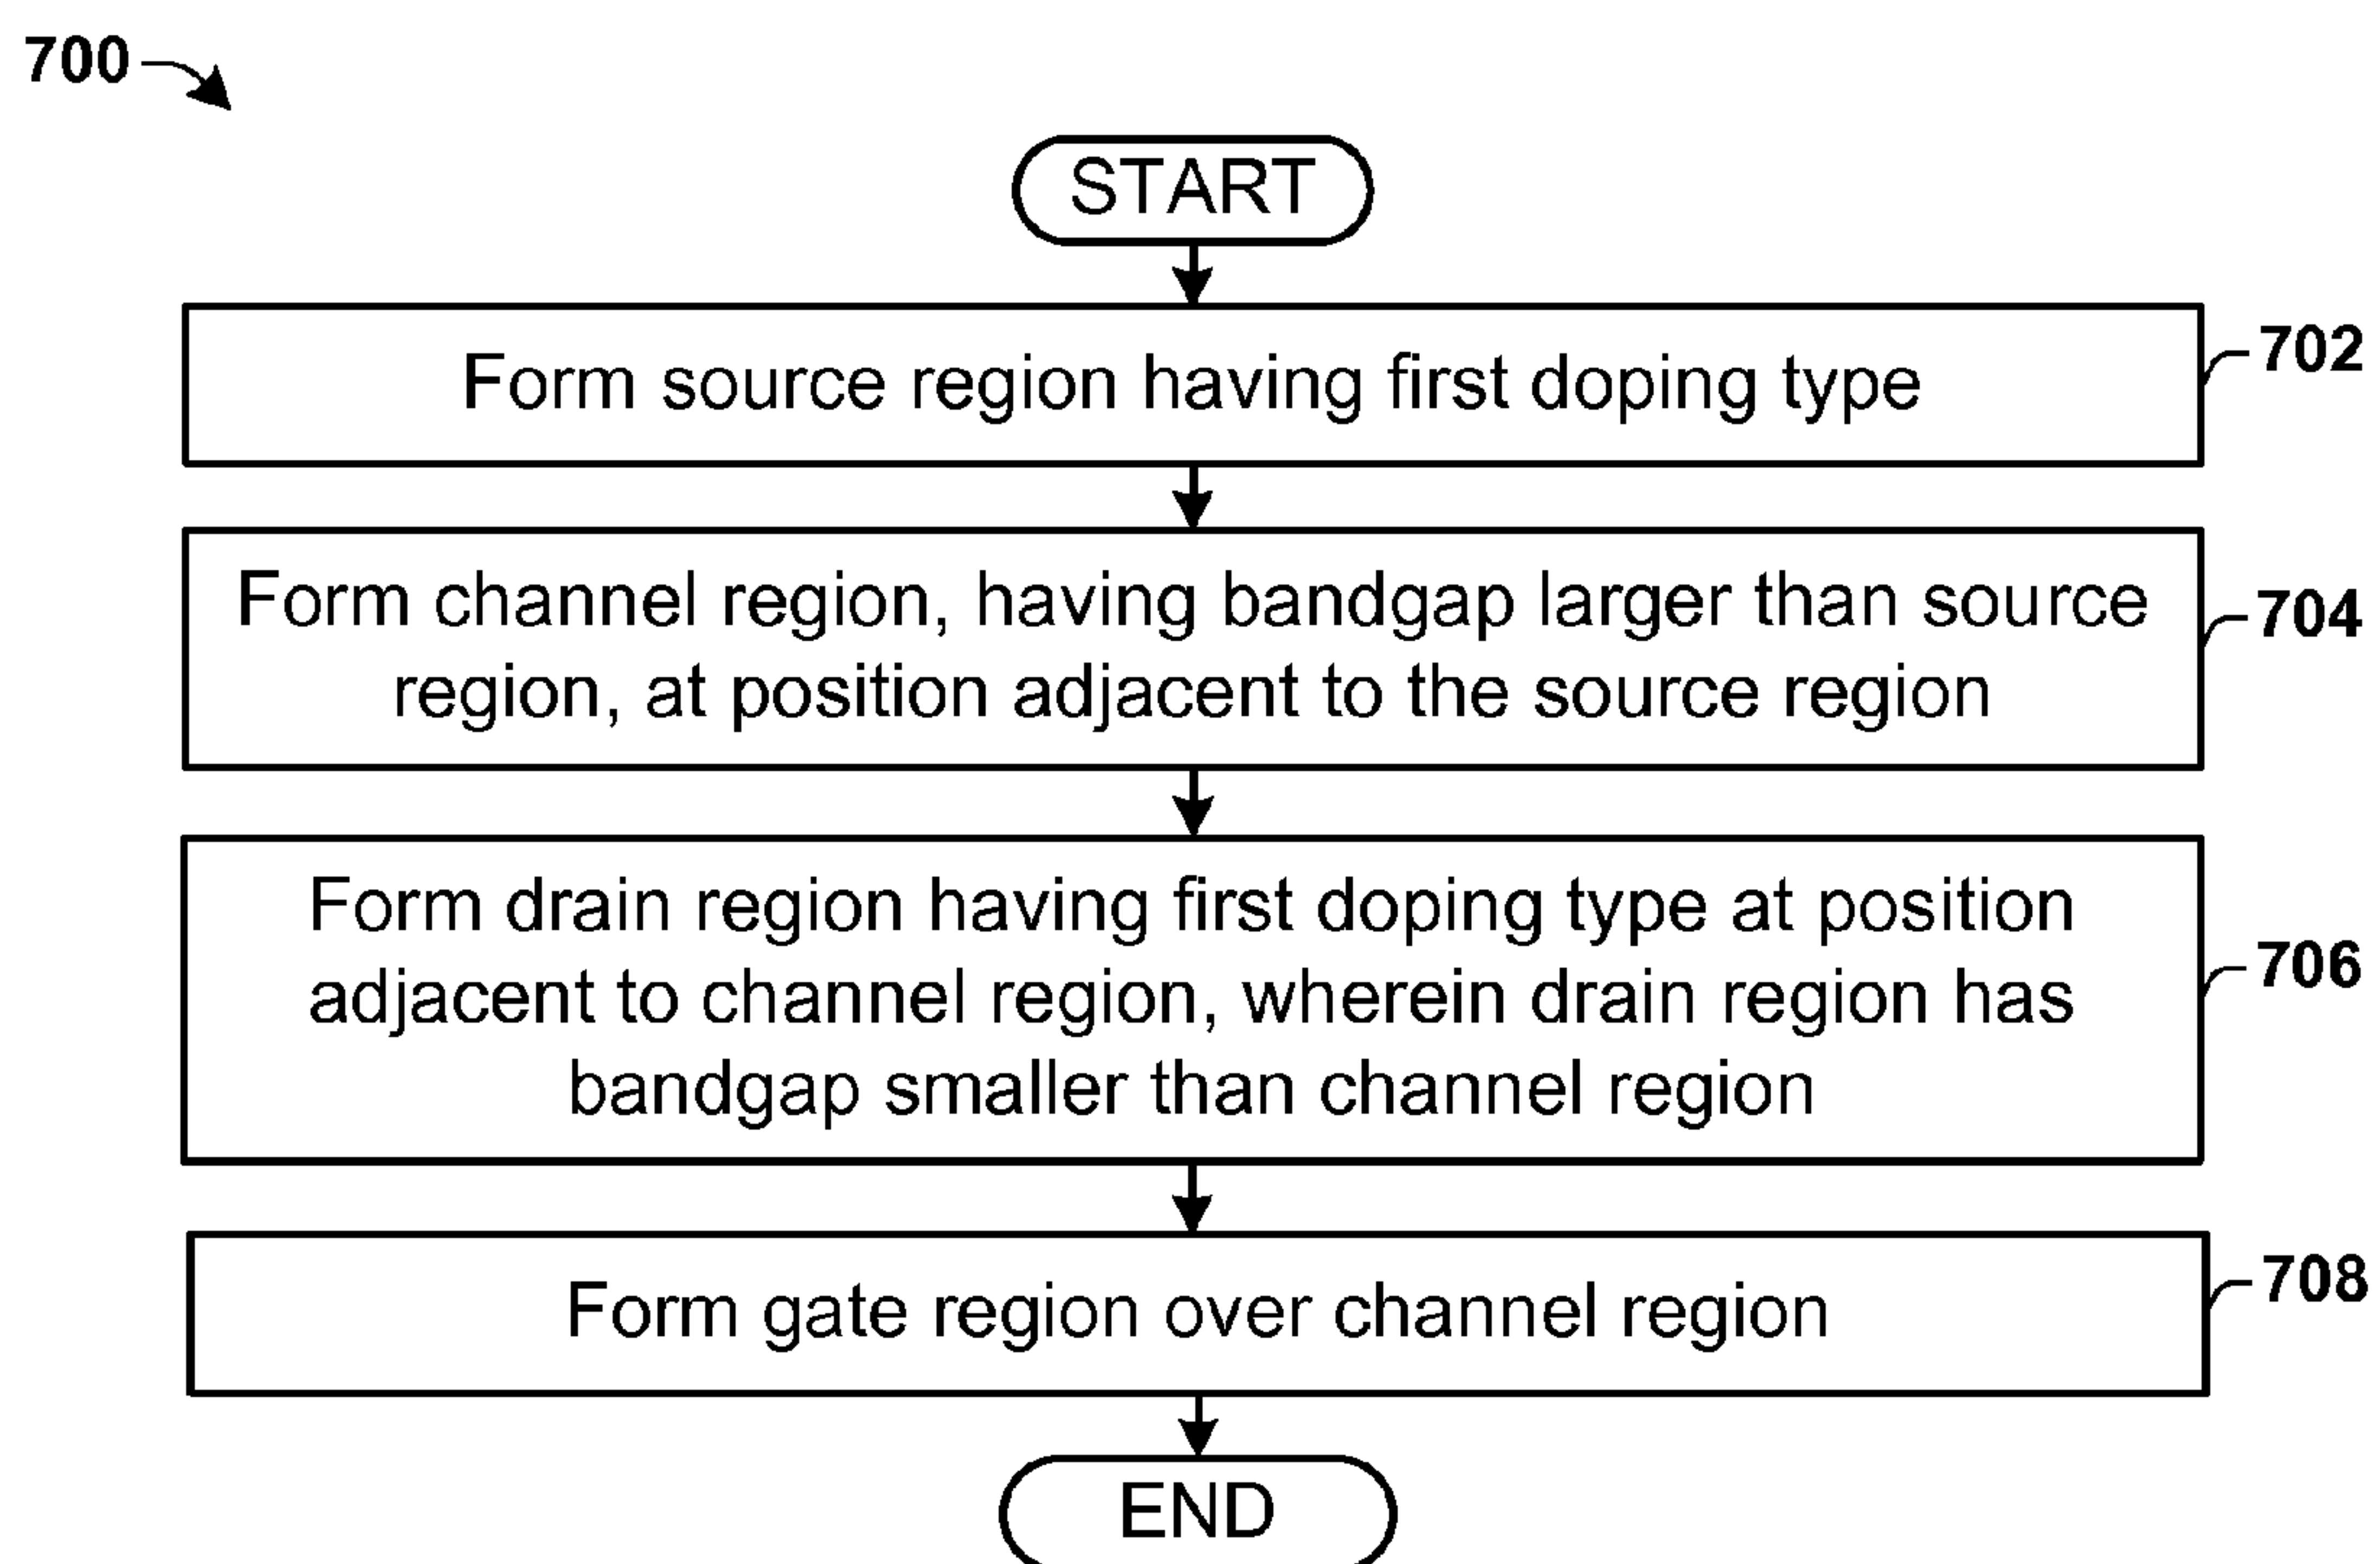 700
START
Form source region having first doping type
702
Form channel region, having bandgap larger than source
region, at position adjacent to the source region
704
Form drain region having first doping type at position
adjacent to channel region, wherein drain region has
bandgap smaller than channel region
706
Form gate region over channel region
708
END